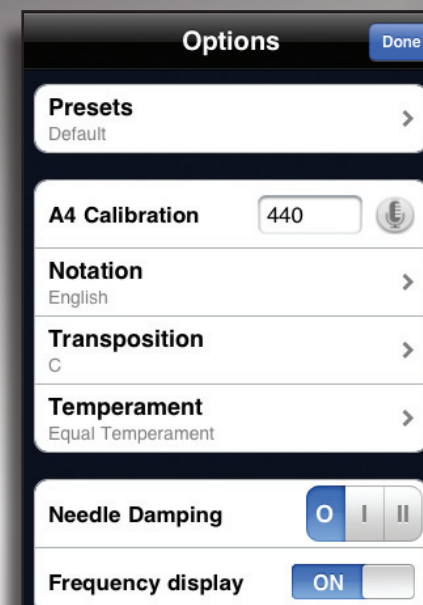 Options
Done
Presets
Default
A4 Calibration
440
Notation
English
Transposition
C
Temperament
Equal Temperament
Needle Damping
O I II
Frequency display
ON